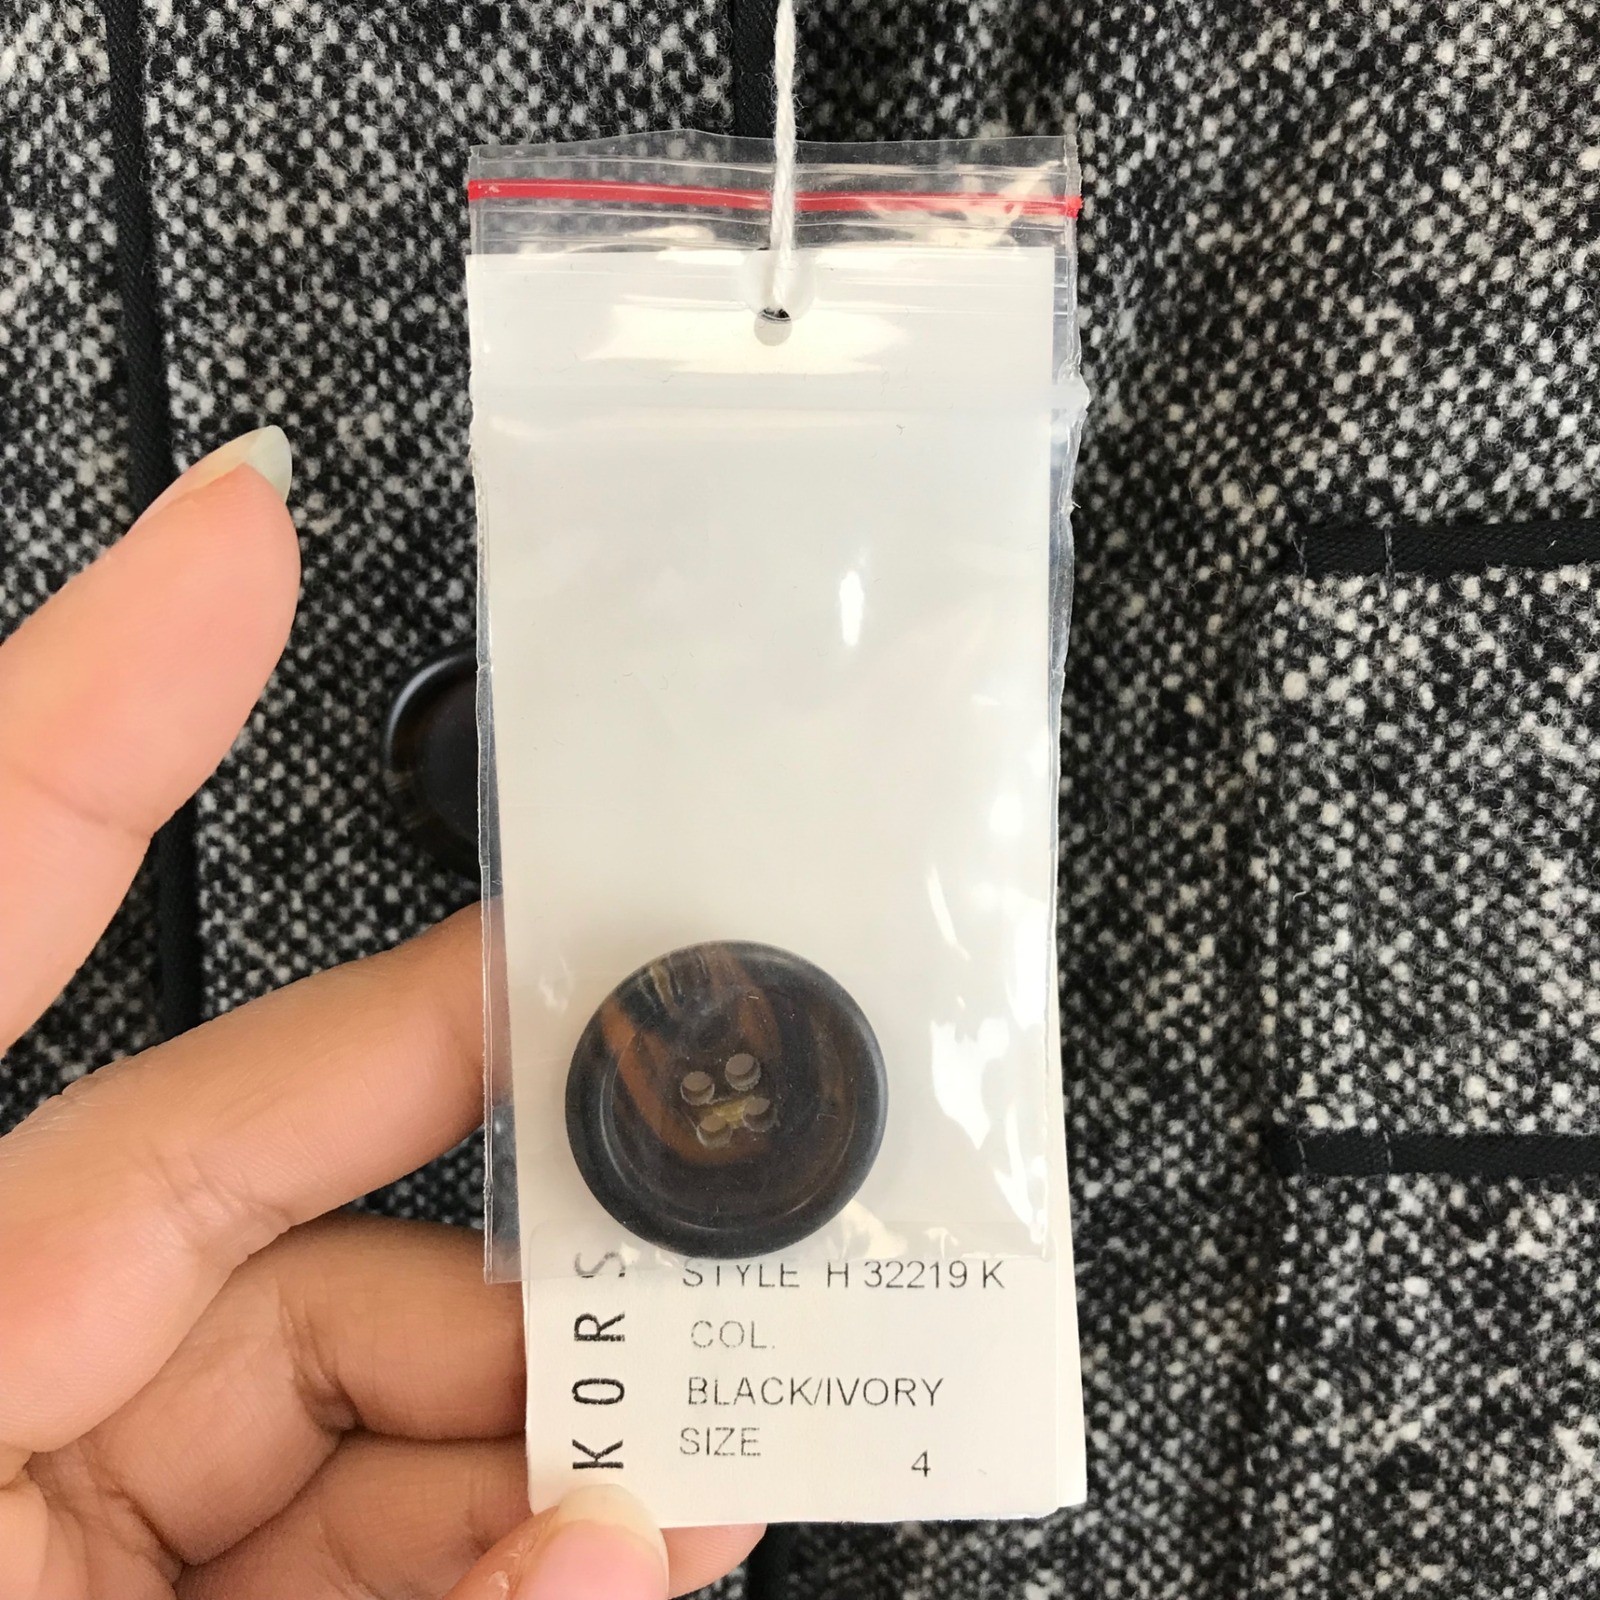 KORS
STYLE H 32219 K
COL.
BLACK/IVORY
SIZE
4